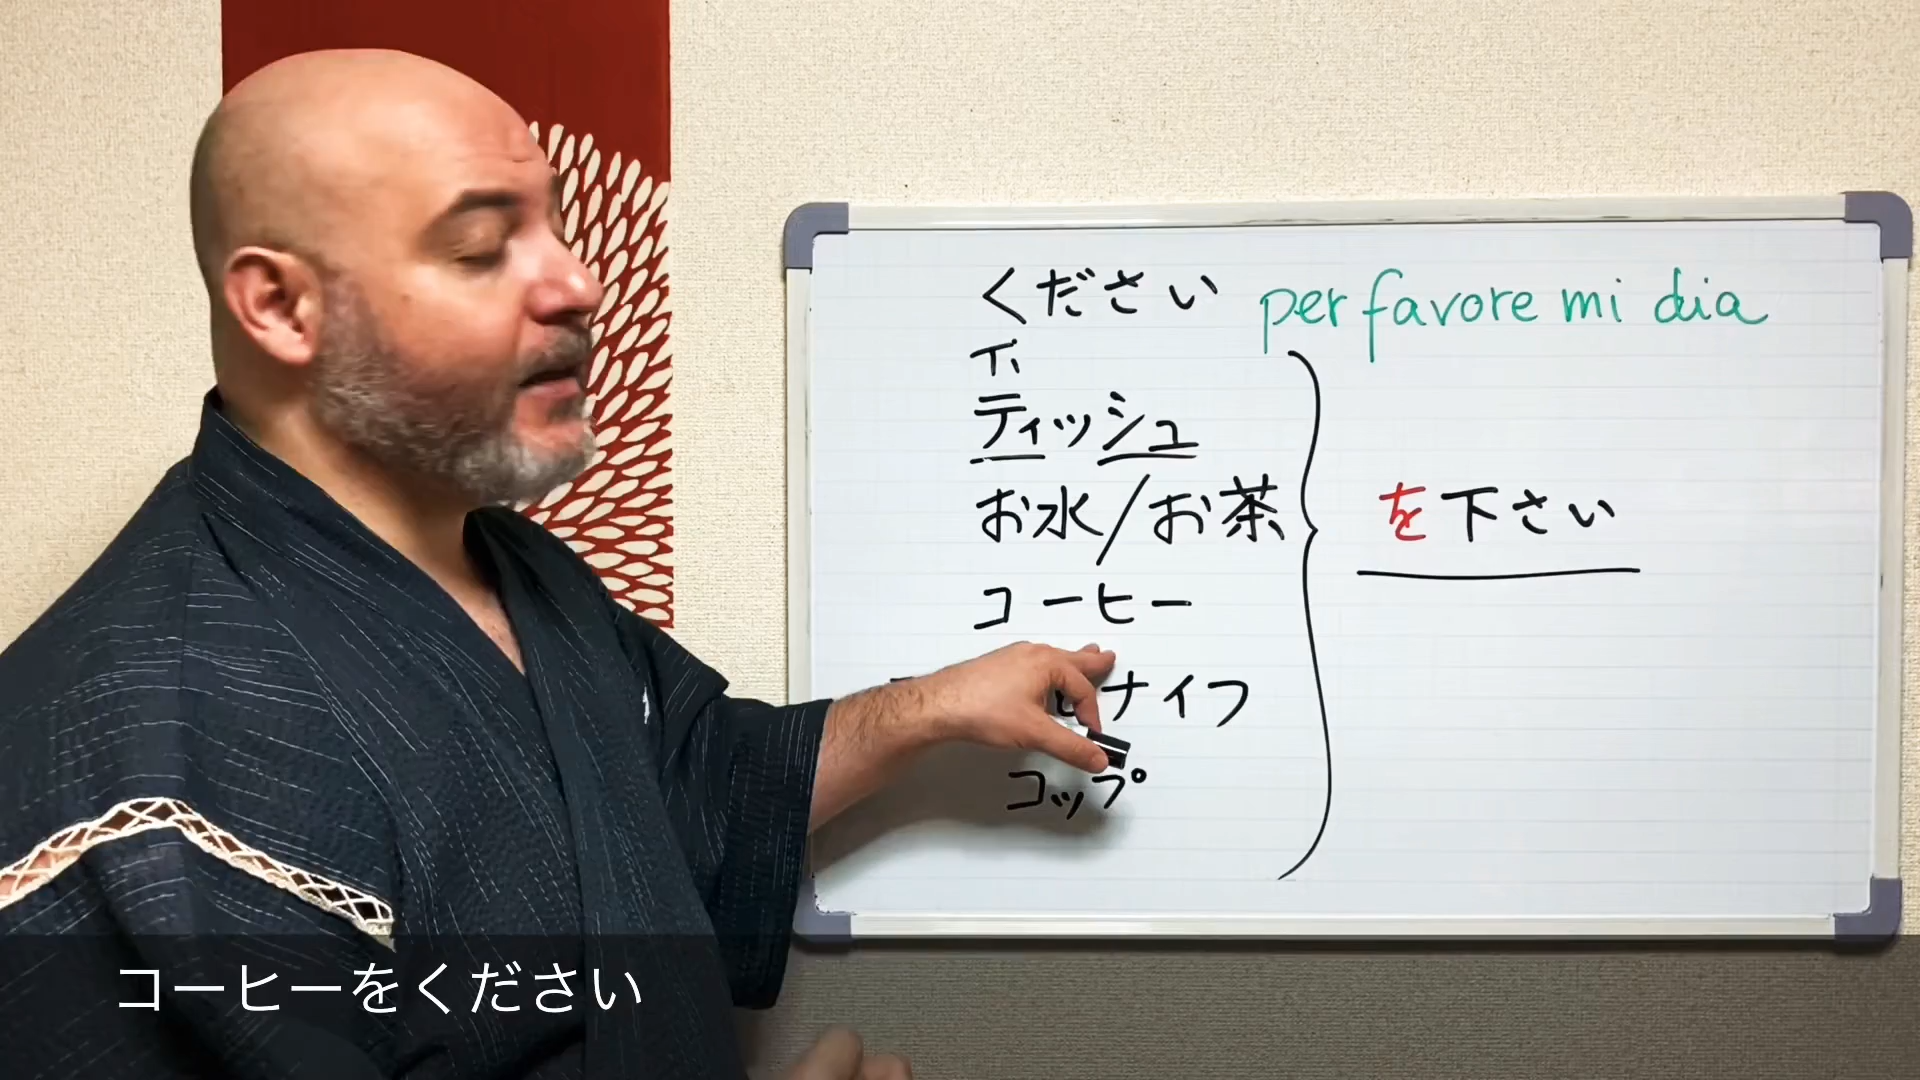 ください per favore mi dia
下
ティッシュ
お水/お茶
を下さい
コーヒー
ナイフ
コップ
コーヒーをください